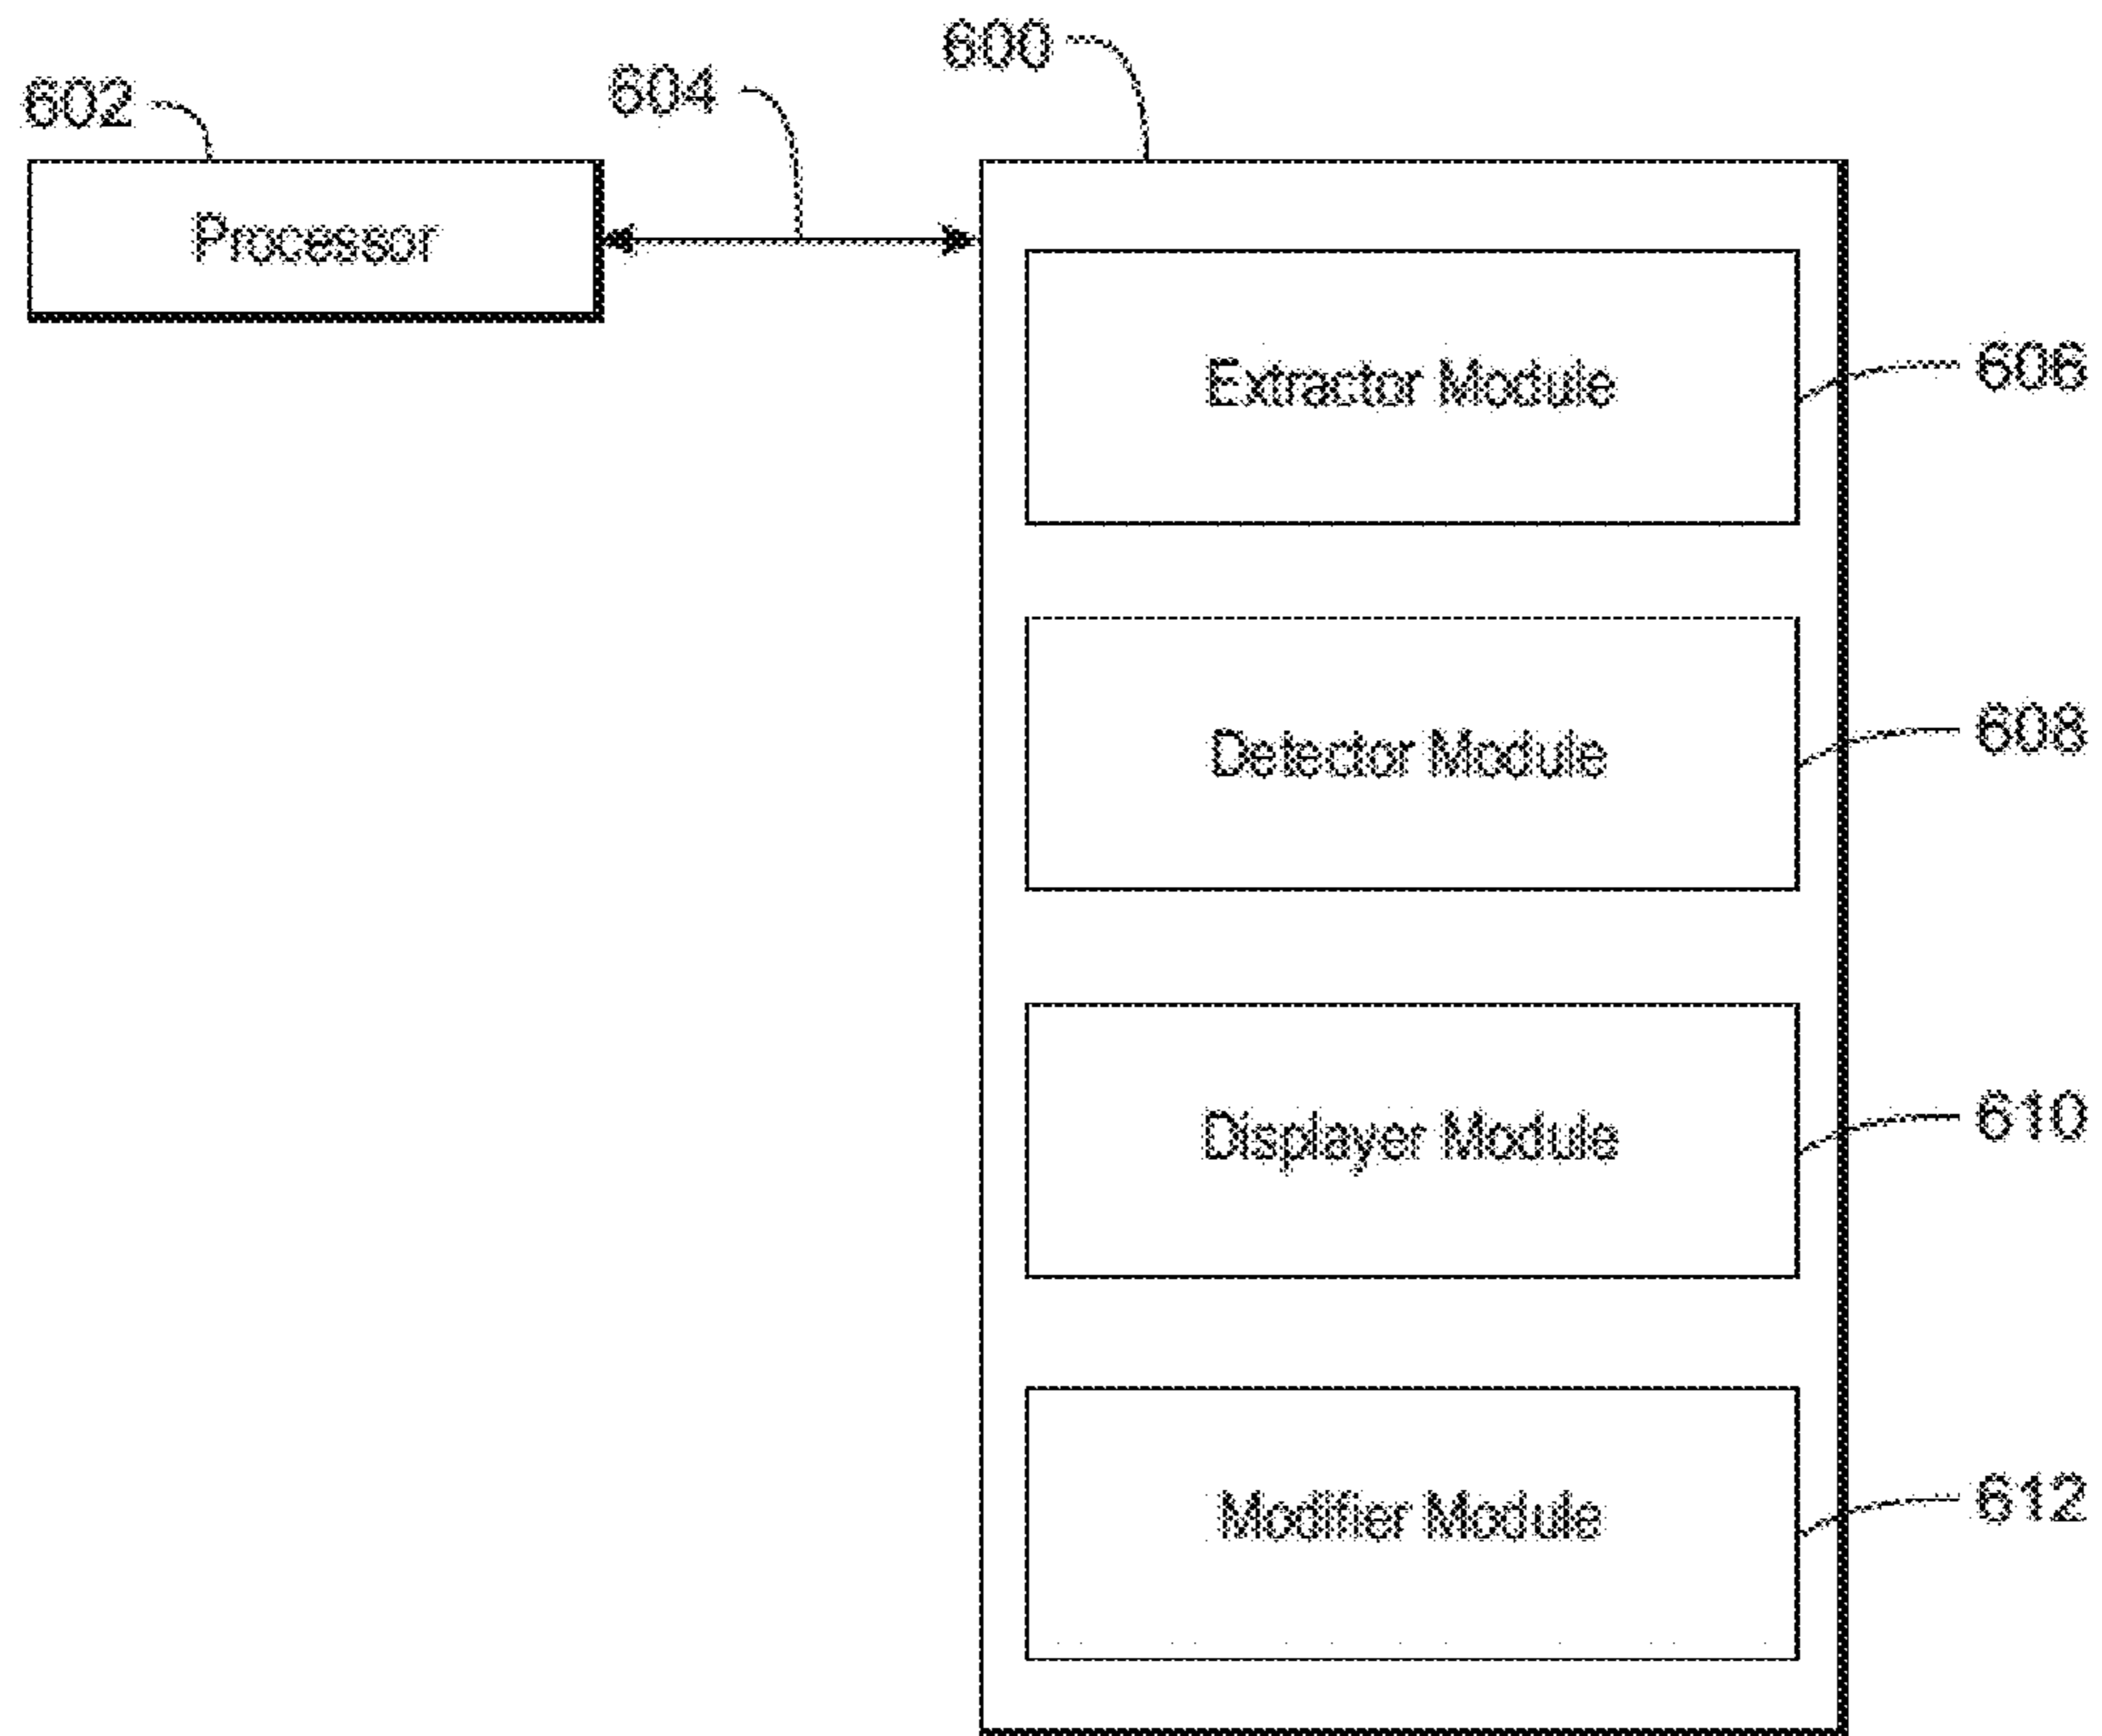 600
604
602
Processor
Extractor Module
606
608
Detector Module
610
Displayer Module
612
Modifier Module